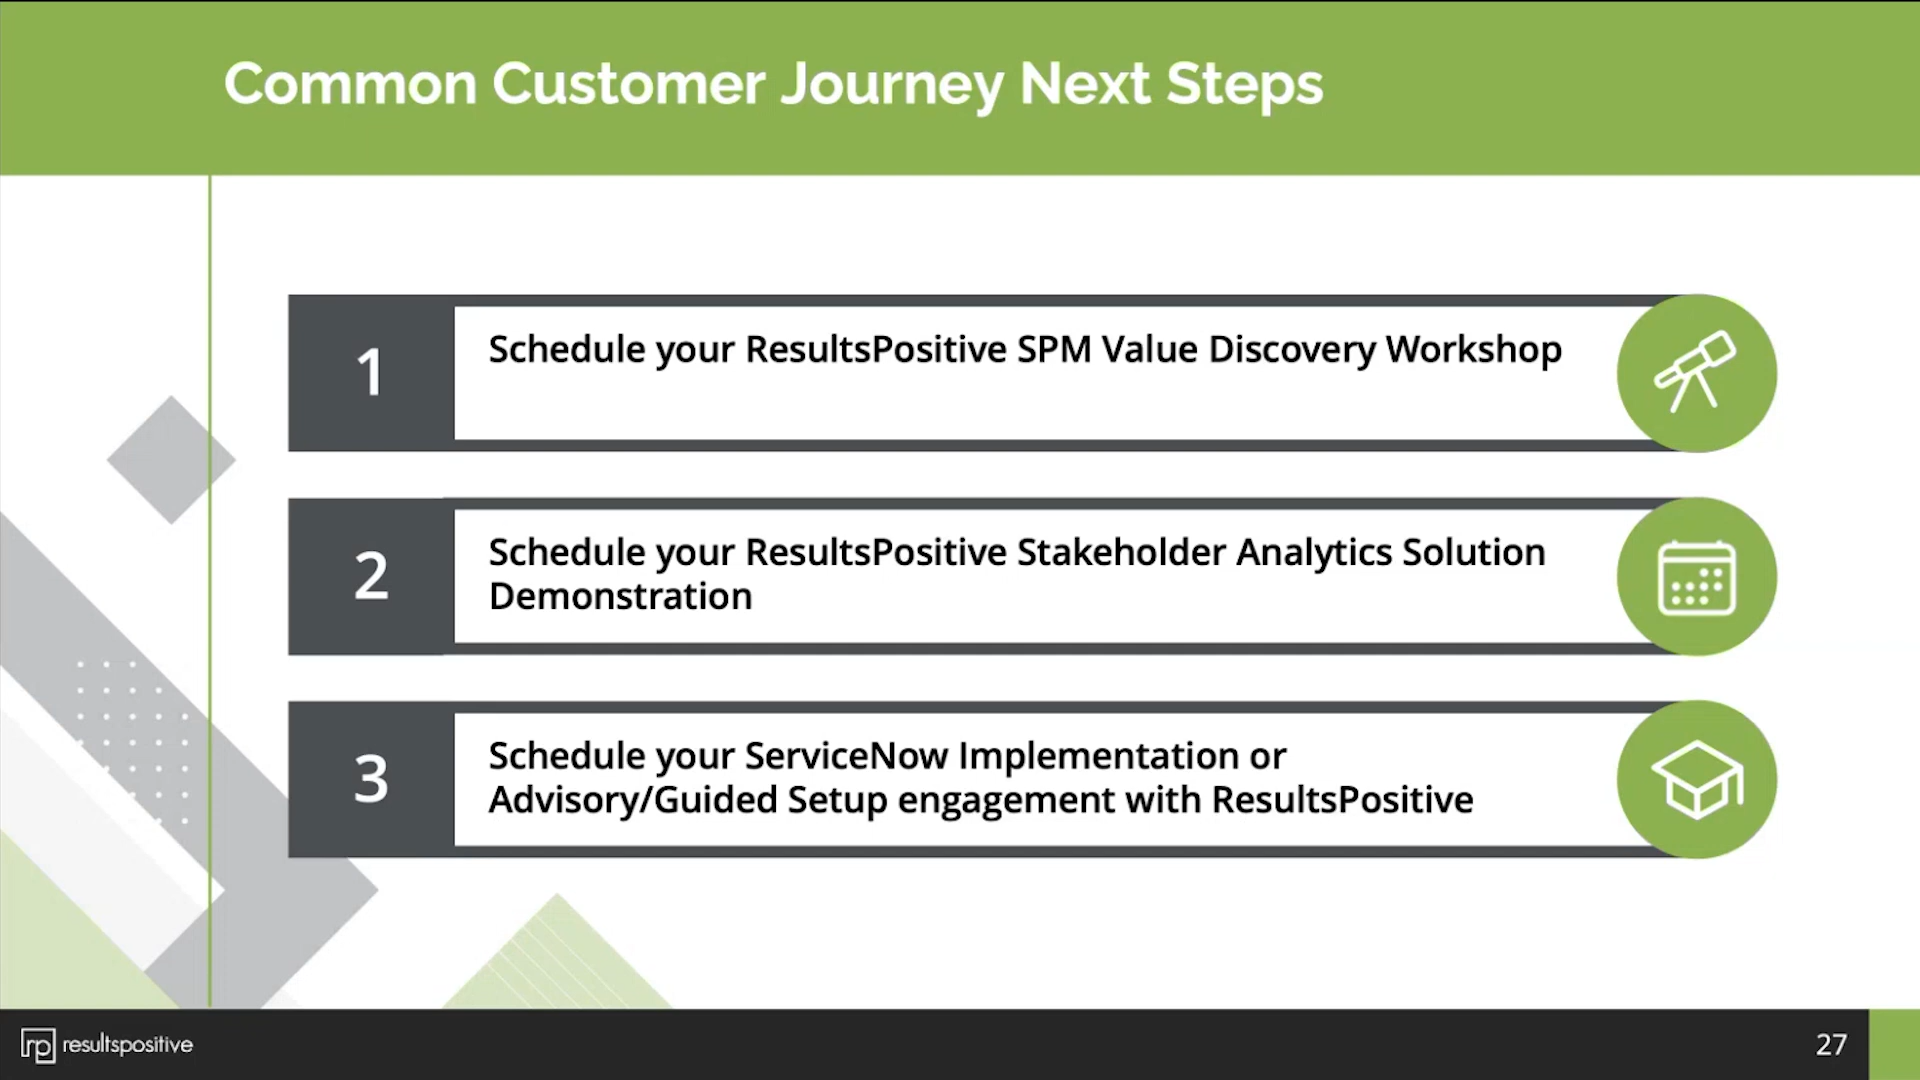 Common Customer Journey Next Steps
1
Schedule your ResultsPositive SPM Value Discovery Workshop
2
Schedule your ResultsPositive Stakeholder Analytics Solution
Demonstration
3
Schedule your ServiceNow Implementation or
Advisory/Guided Setup engagement with ResultsPositive
rp resultspositive
27